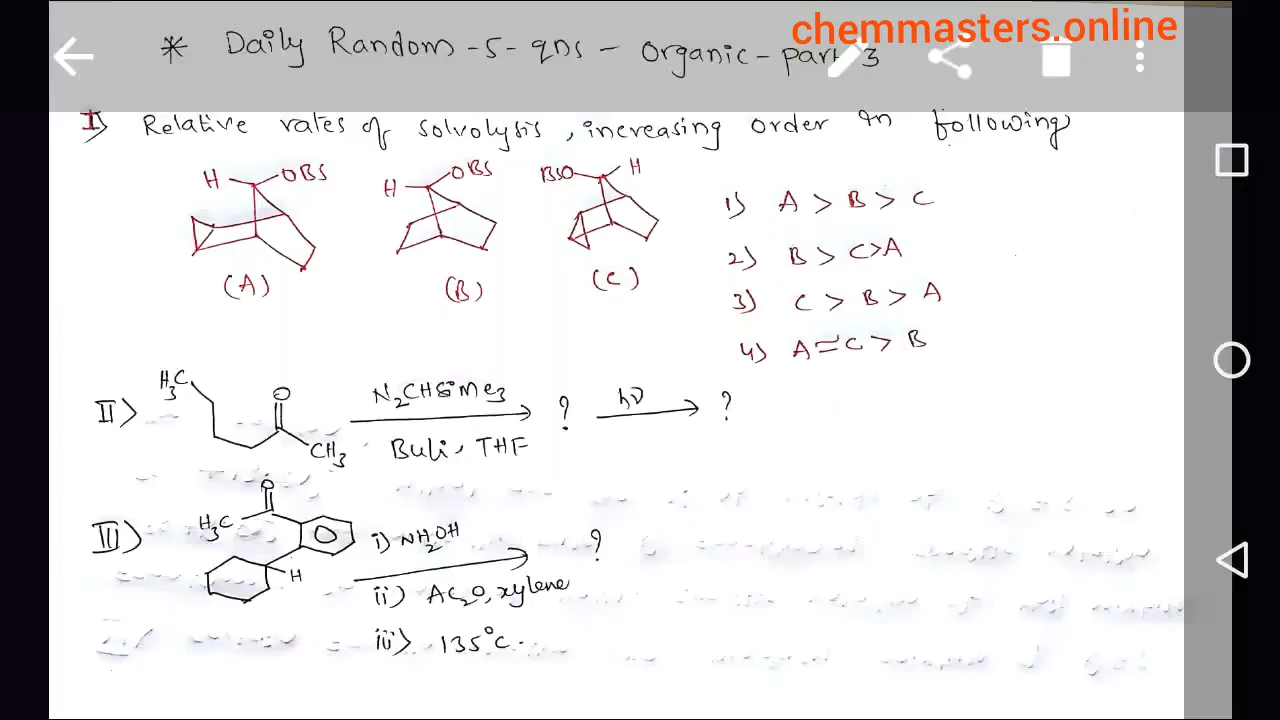 chemmasters.online
* Daily Random -5- qns - organic - part 3
I) Relative rates of solvolysis, increasing order in following
H OBS H OBS BSO H
(A) (B) (C)
1) A > B > C
2) B > C > A
3) C > B > A
4) A ≃ C > B
II) H3C O CH3 N2CHSiMe3 BuLi, THF ? hν ?
III) H3C O H i) NH2OH ?
ii) Ac2O, xylene
iii) 135°C.